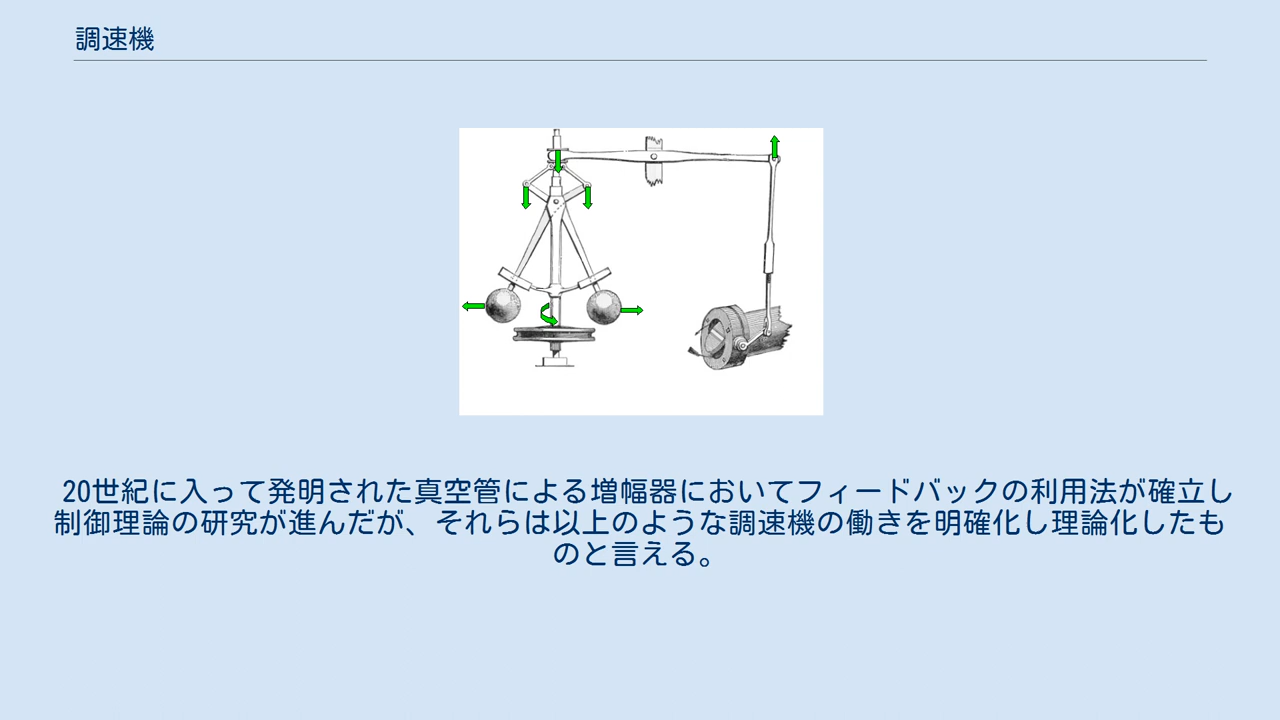 調速機
20世紀に入って発明された真空管による増幅器においてフィードバックの利用法が確立し
制御理論の研究が進んだが、それらは以上のような調速機の働きを明確化し理論化したも
のと言える。